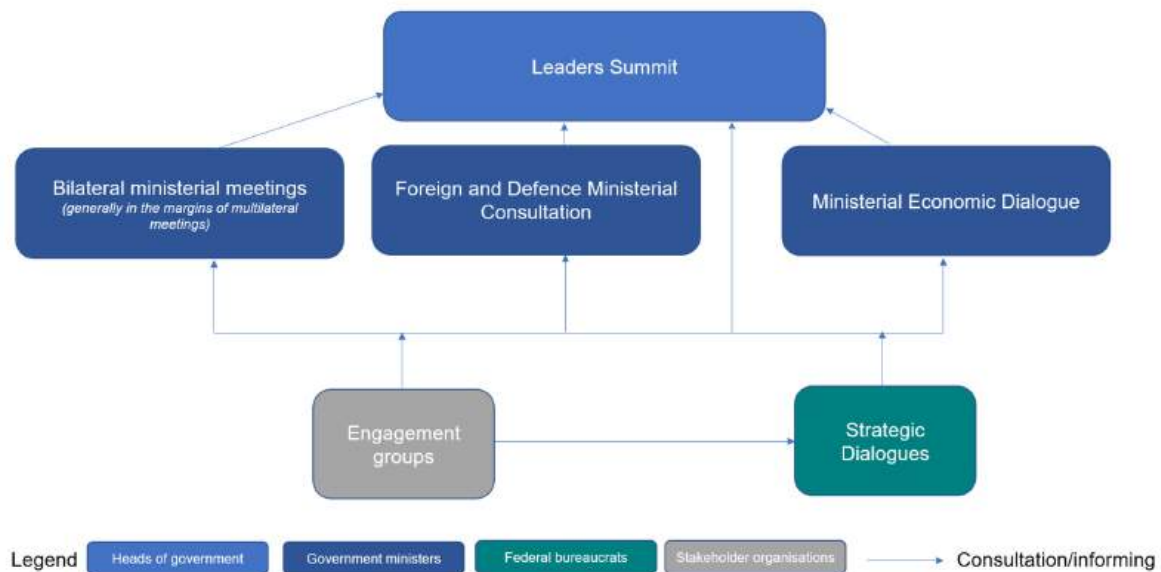 Leaders Summit
Bilateral ministerial meetings
(generally in the margins of multilateral
meetings)
Foreign and Defence Ministerial
Consultation
Ministerial Economic Dialogue
Engagement
groups
Strategic
Dialogues
Legend
Heads of government
Government ministers
Federal bureaucrats
Stakeholder organisations
Consultation/informing